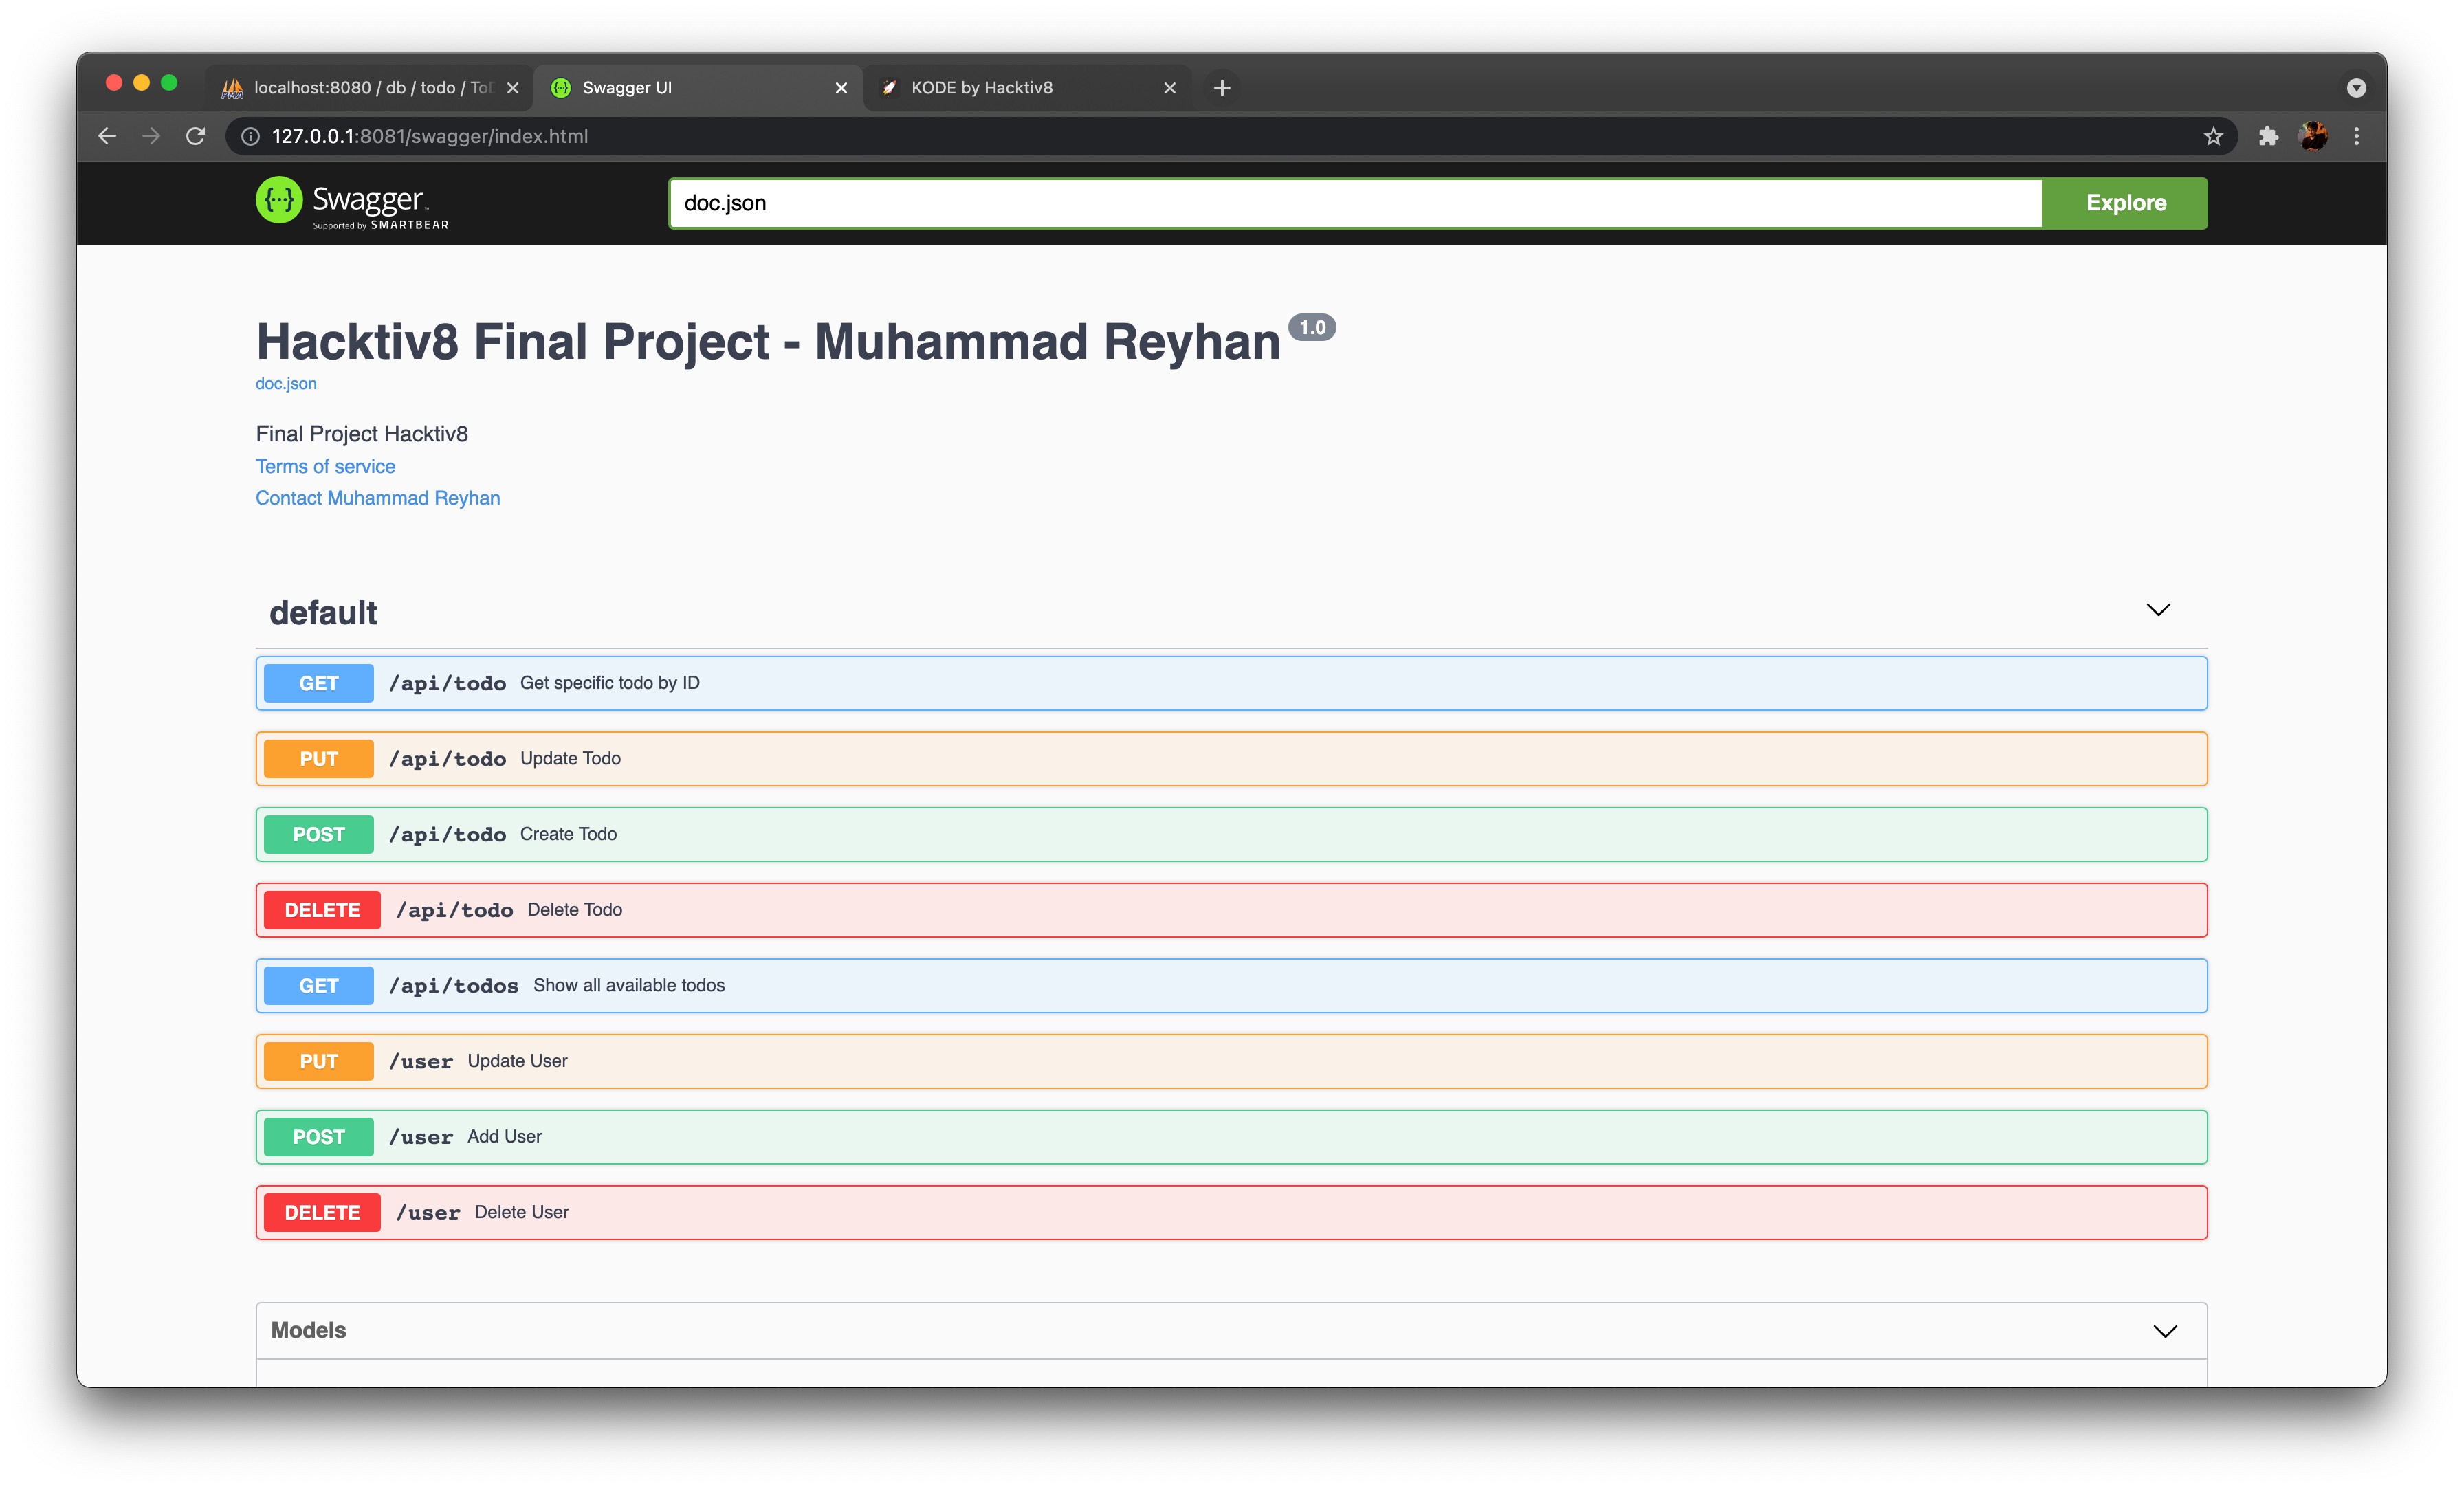 localhost:8080 / db / todo / To
Swagger UI
KODE by Hacktiv8
127.0.0.1:8081/swagger/index.html
Swagger
Supported by SMARTBEAR
doc.json
Explore
Hacktiv8 Final Project - Muhammad Reyhan 1.0
doc.json
Final Project Hacktiv8
Terms of service
Contact Muhammad Reyhan
default
GET /api/todo Get specific todo by ID
PUT /api/todo Update Todo
POST /api/todo Create Todo
DELETE /api/todo Delete Todo
GET /api/todos Show all available todos
PUT /user Update User
POST /user Add User
DELETE /user Delete User
Models